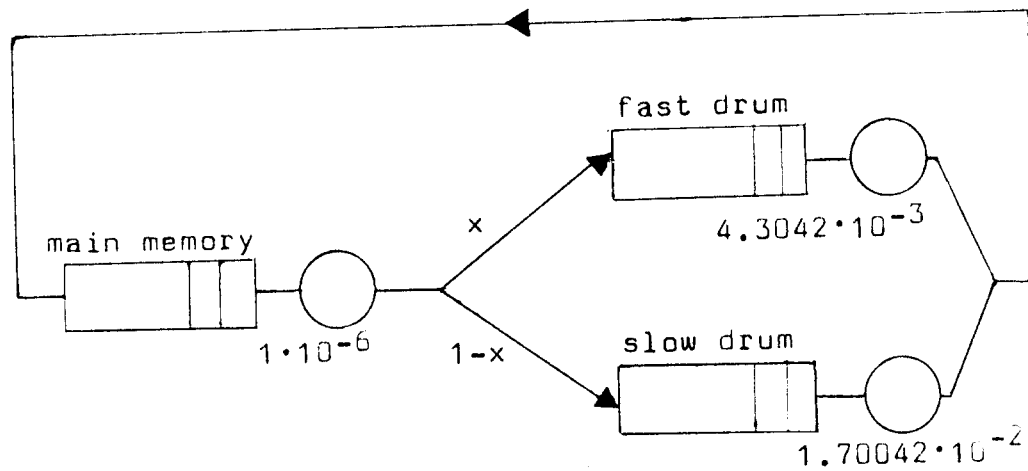 fast drum
4.3042·10⁻³
x
main memory
1·10⁻⁶
1-x
slow drum
1.70042·10⁻²